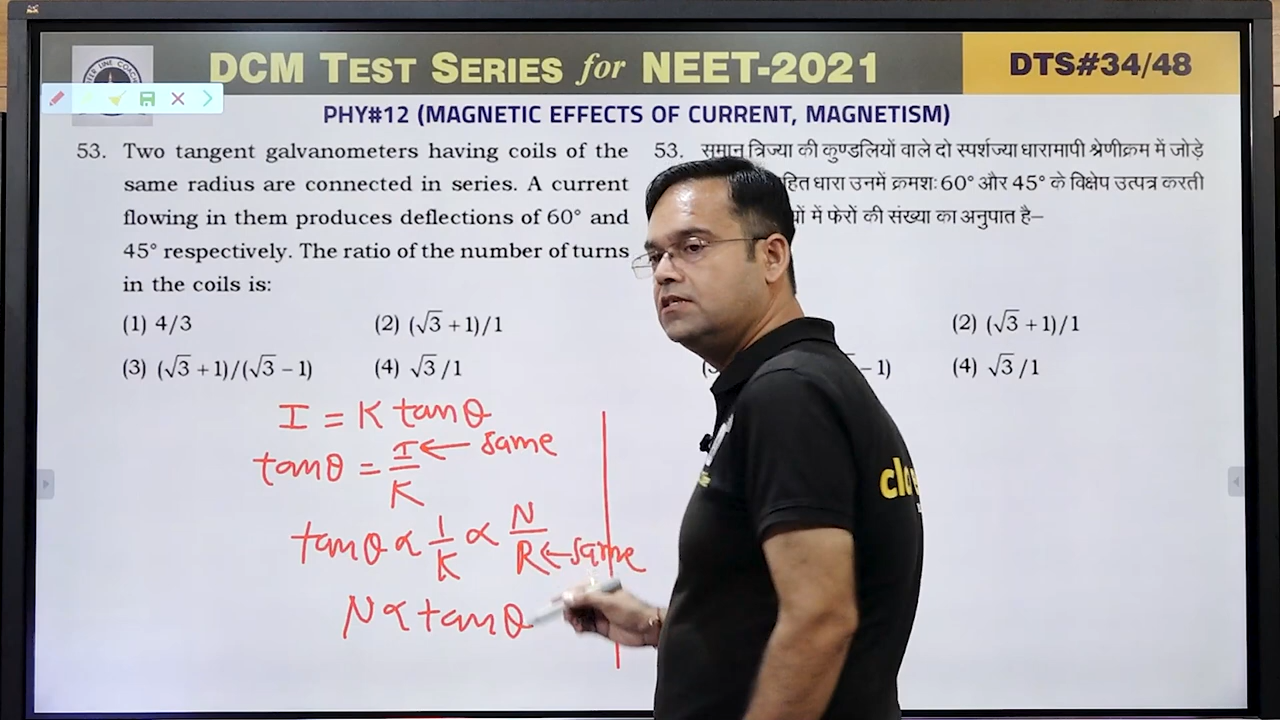 DCM TEST SERIES for NEET-2021
DTS#34/48
PHY#12 (MAGNETIC EFFECTS OF CURRENT, MAGNETISM)
53. Two tangent galvanometers having coils of the
same radius are connected in series. A current
flowing in them produces deflections of 60° and
45° respectively. The ratio of the number of turns
in the coils is:
(1) 4/3
(2) (√3 + 1)/1
(3) (√3 + 1)/(√3 – 1)
(4) √3/1
53. समान त्रिज्या की कुण्डलियों वाले दो स्पर्शज्या धारामापी श्रेणीक्रम में जोड़े
धारा उनमें क्रमशः 60° और 45° के विक्षेप उत्पन्न करती
में फेरों की संख्या का अनुपात है–
(2) (√3 + 1)/1
– 1)
(4) √3/1
I = K tanθ
tanθ = I/K ← same
tanθ ∝ 1/K ∝ N/R ← same
N ∝ tanθ